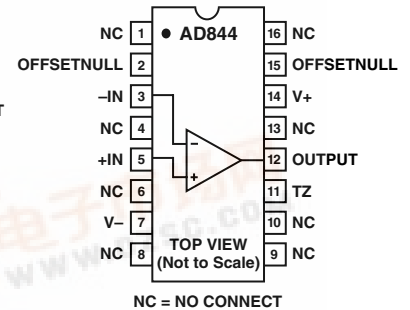 NC 1 AD844 16 NC
OFFSETNULL 2 15 OFFSETNULL
–IN 3 14 V+
NC 4 13 NC
+IN 5 12 OUTPUT
NC 6 11 TZ
V– 7 10 NC
NC 8 9 NC
–
+
TOP VIEW
(Not to Scale)
NC = NO CONNECT
T